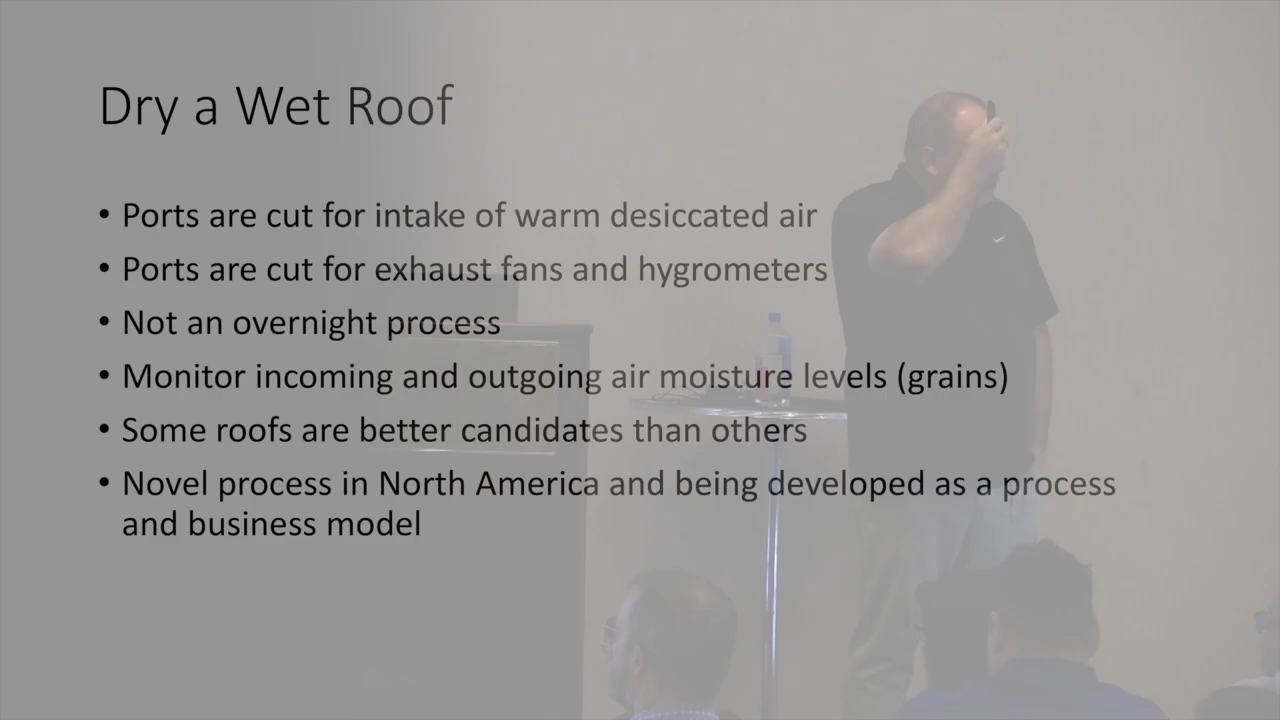 Dry a Wet Roof
• Ports are cut for intake of warm desiccated air
• Ports are cut for exhaust fans and hygrometers
• Not an overnight process
• Monitor incoming and outgoing air moisture levels (grains)
• Some roofs are better candidates than others
• Novel process in North America and being developed as a process
and business model